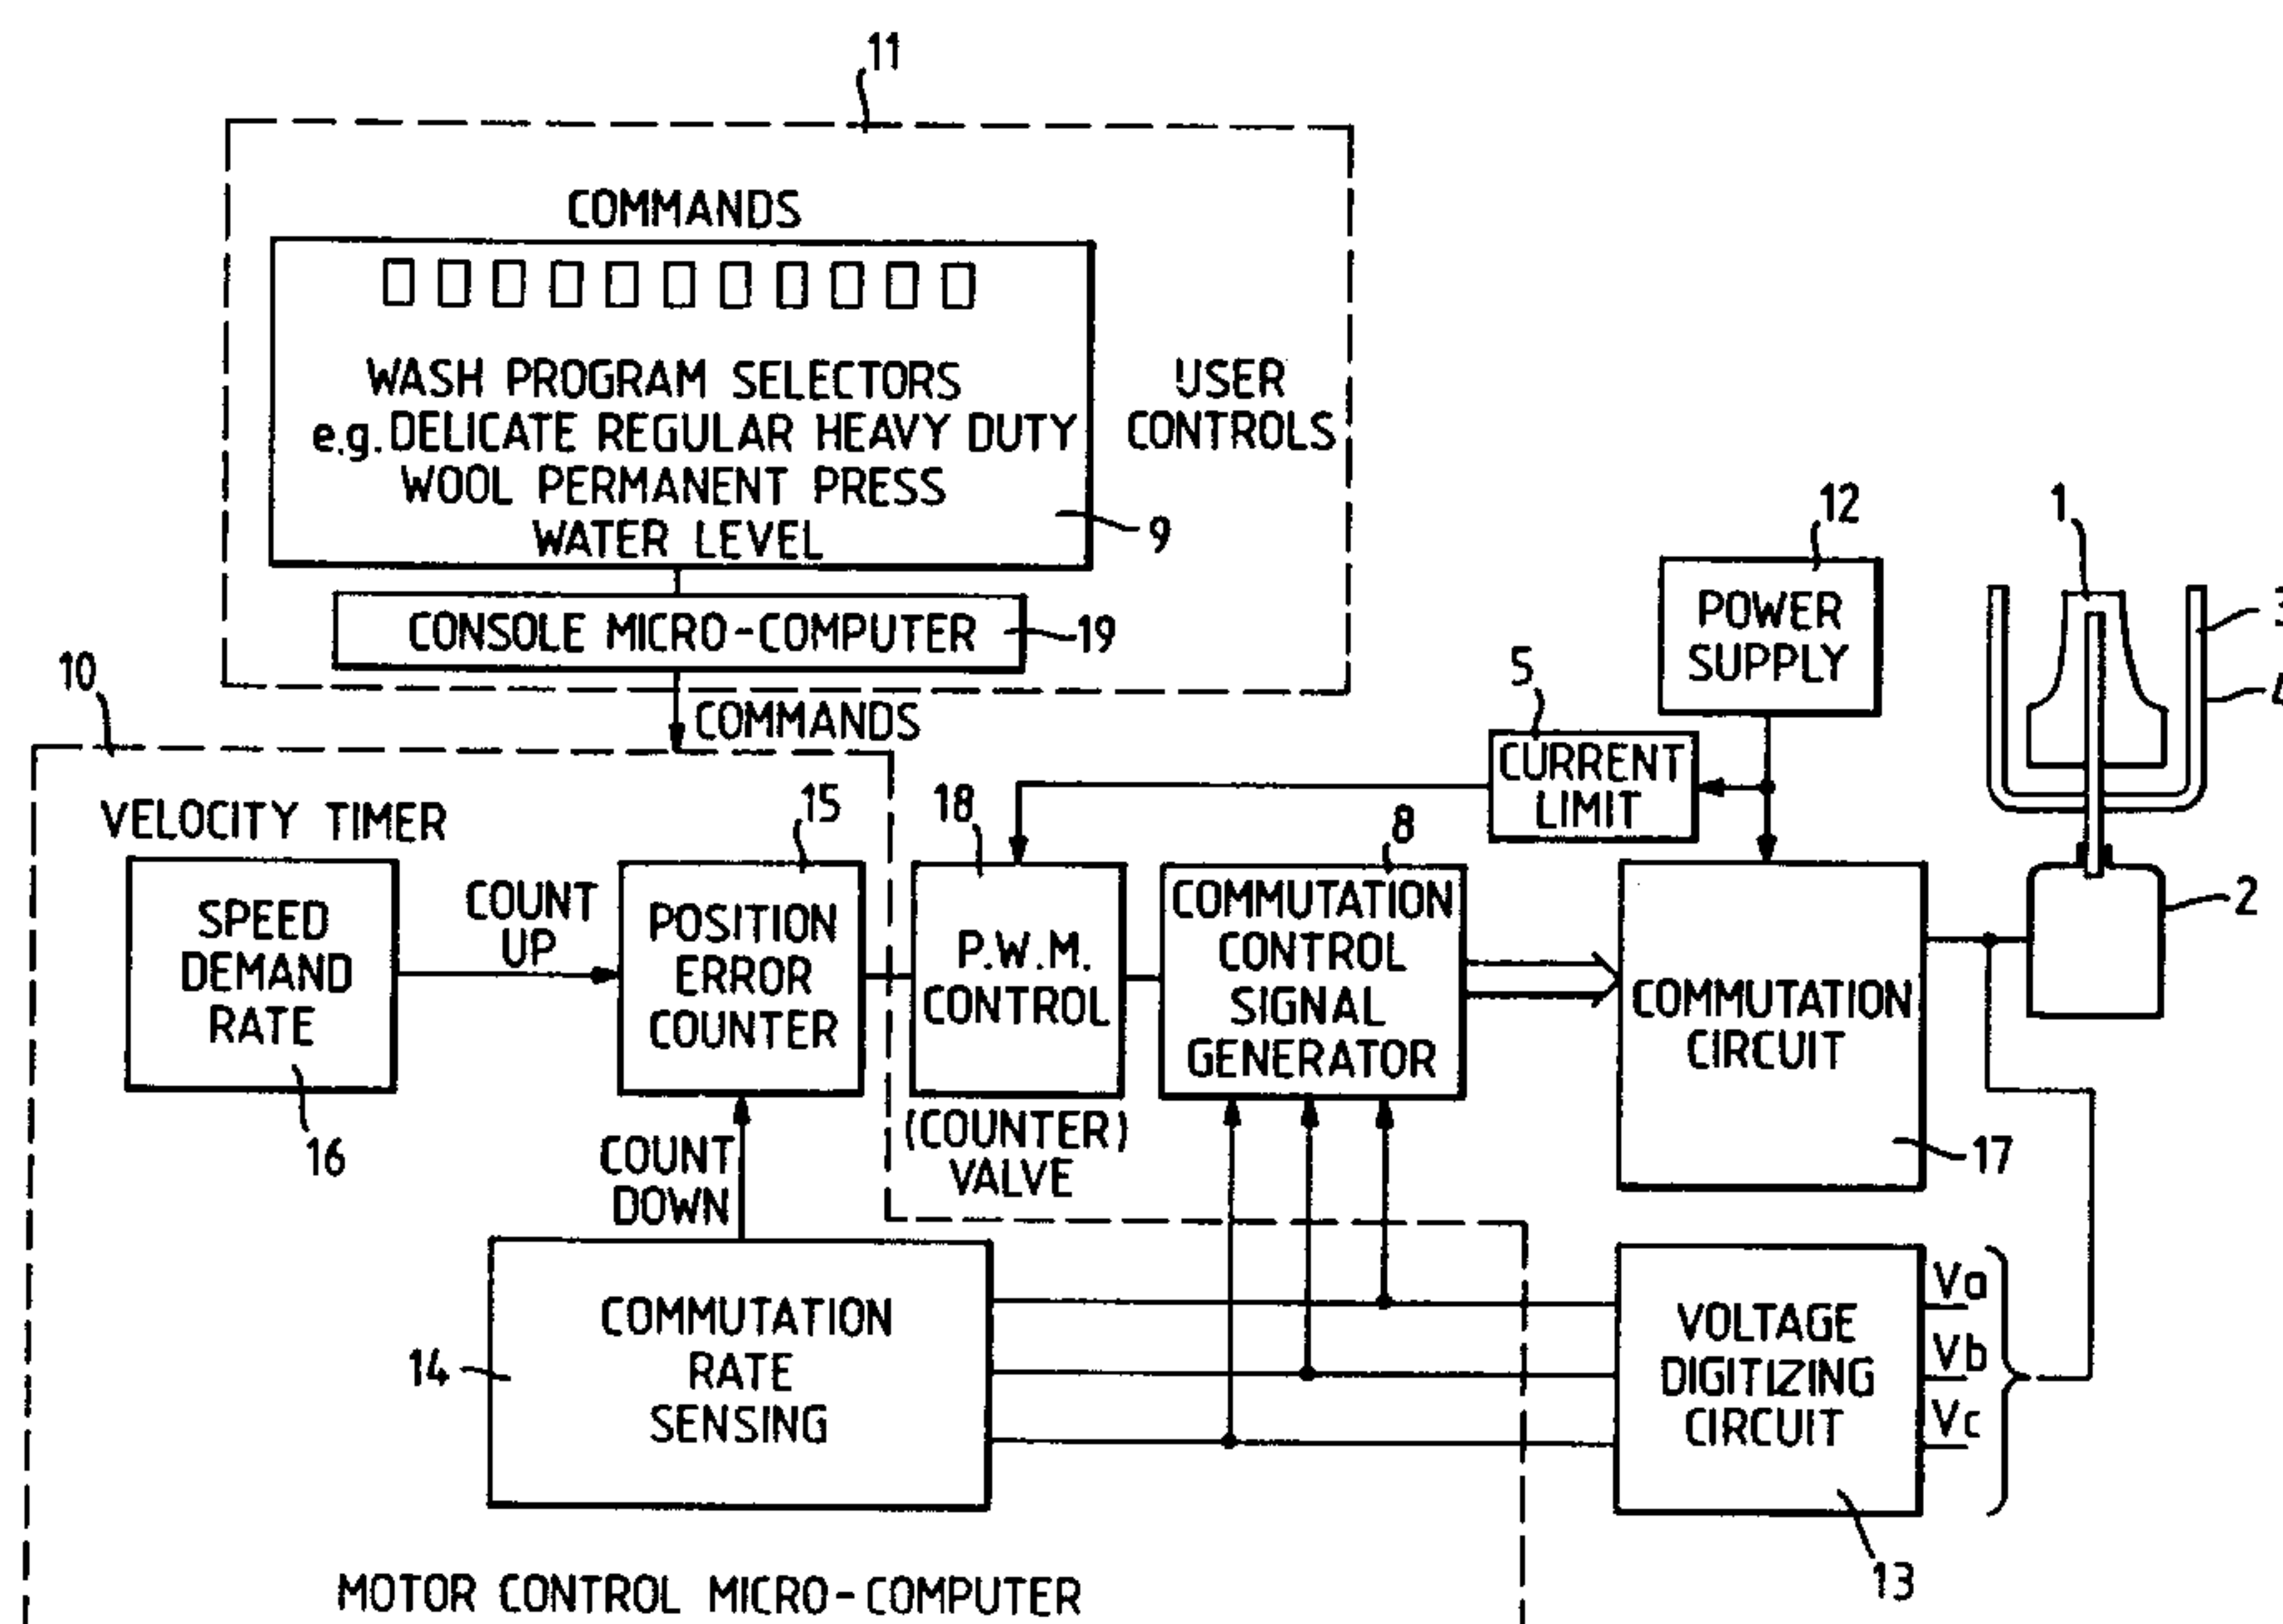 11
COMMANDS
WASH PROGRAM SELECTORS
e.g. DELICATE REGULAR HEAVY DUTY
WOOL PERMANENT PRESS
WATER LEVEL
9
USER
CONTROLS
CONSOLE MICRO-COMPUTER
19
COMMANDS
10
VELOCITY TIMER
SPEED
DEMAND
RATE
16
COUNT
UP
15
POSITION
ERROR
COUNTER
COUNT
DOWN
18
P.W.M.
CONTROL
(COUNTER)
VALVE
5
CURRENT
LIMIT
12
POWER
SUPPLY
8
COMMUTATION
CONTROL
SIGNAL
GENERATOR
COMMUTATION
CIRCUIT
17
1
3
4
2
14
COMMUTATION
RATE
SENSING
VOLTAGE
DIGITIZING
CIRCUIT
Va
Vb
Vc
13
MOTOR CONTROL MICRO-COMPUTER